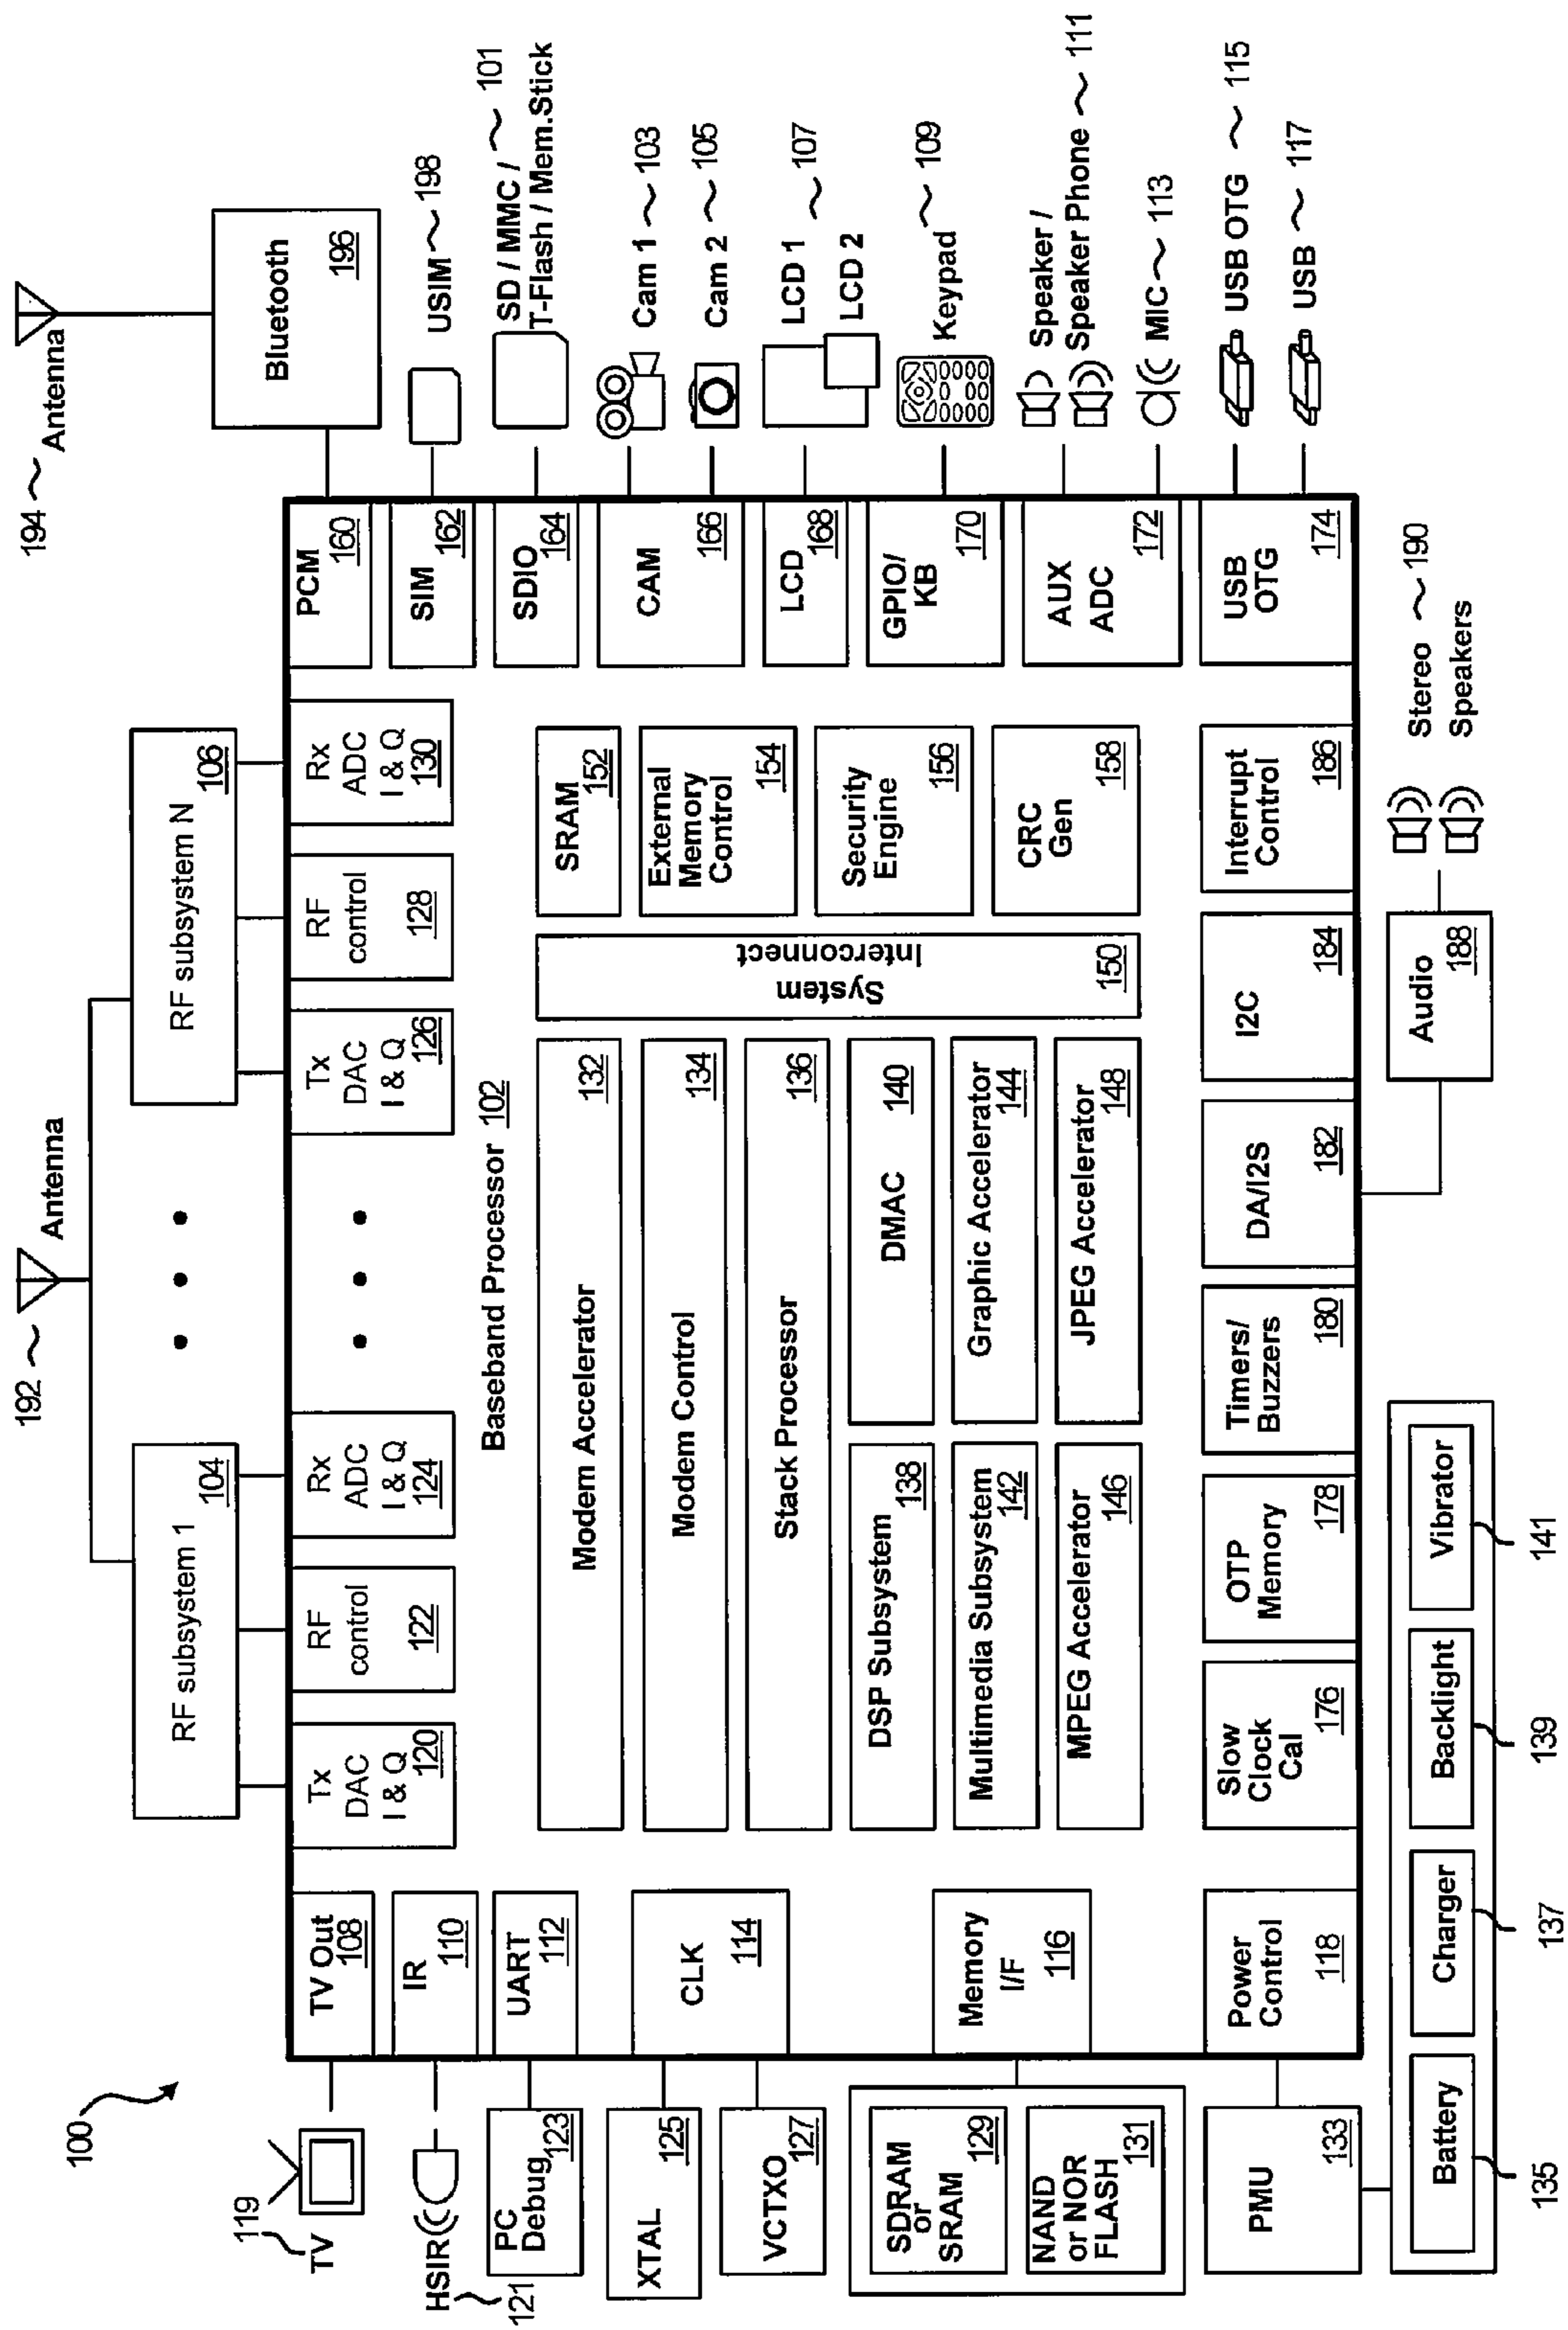 100
192
Antenna
194
Antenna
RF subsystem 1
104
RF subsystem N
106
Bluetooth
196
119
TV
HSIR
121
PC
Debug
123
XTAL
125
VCTXO
127
SDRAM
or
SRAM
129
NAND
or NOR
FLASH
131
PMU
133
TV Out
108
IR
110
UART
112
CLK
114
Memory
I/F
116
Power
Control
118
Tx
DAC
I & Q
120
RF
control
122
Rx
ADC
I & Q
124
Tx
DAC
I & Q
126
RF
control
128
Rx
ADC
I & Q
130
Baseband Processor 102
Modem Accelerator
132
Modem Control
134
Stack Processor
136
DSP Subsystem
138
DMAC
140
Multimedia Subsystem
142
Graphic Accelerator
144
MPEG Accelerator
146
JPEG Accelerator
148
System
Interconnect
150
SRAM
152
External
Memory
Control
154
Security
Engine
156
CRC
Gen
158
PCM
160
SIM
162
SDIO
164
CAM
166
LCD
168
GPIO/
KB
170
AUX
ADC
172
USB
OTG
174
Slow
Clock
Cal
176
OTP
Memory
178
Timers/
Buzzers
180
DA/I2S
182
I2C
184
Interrupt
Control
186
USIM
198
SD / MMC /
T-Flash / Mem.Stick
101
Cam 1
103
Cam 2
105
LCD 1
LCD 2
107
Keypad
109
Speaker /
Speaker Phone
111
MIC
113
USB OTG
115
USB
117
Audio
188
Stereo
Speakers
190
Battery
135
Charger
137
Backlight
139
Vibrator
141